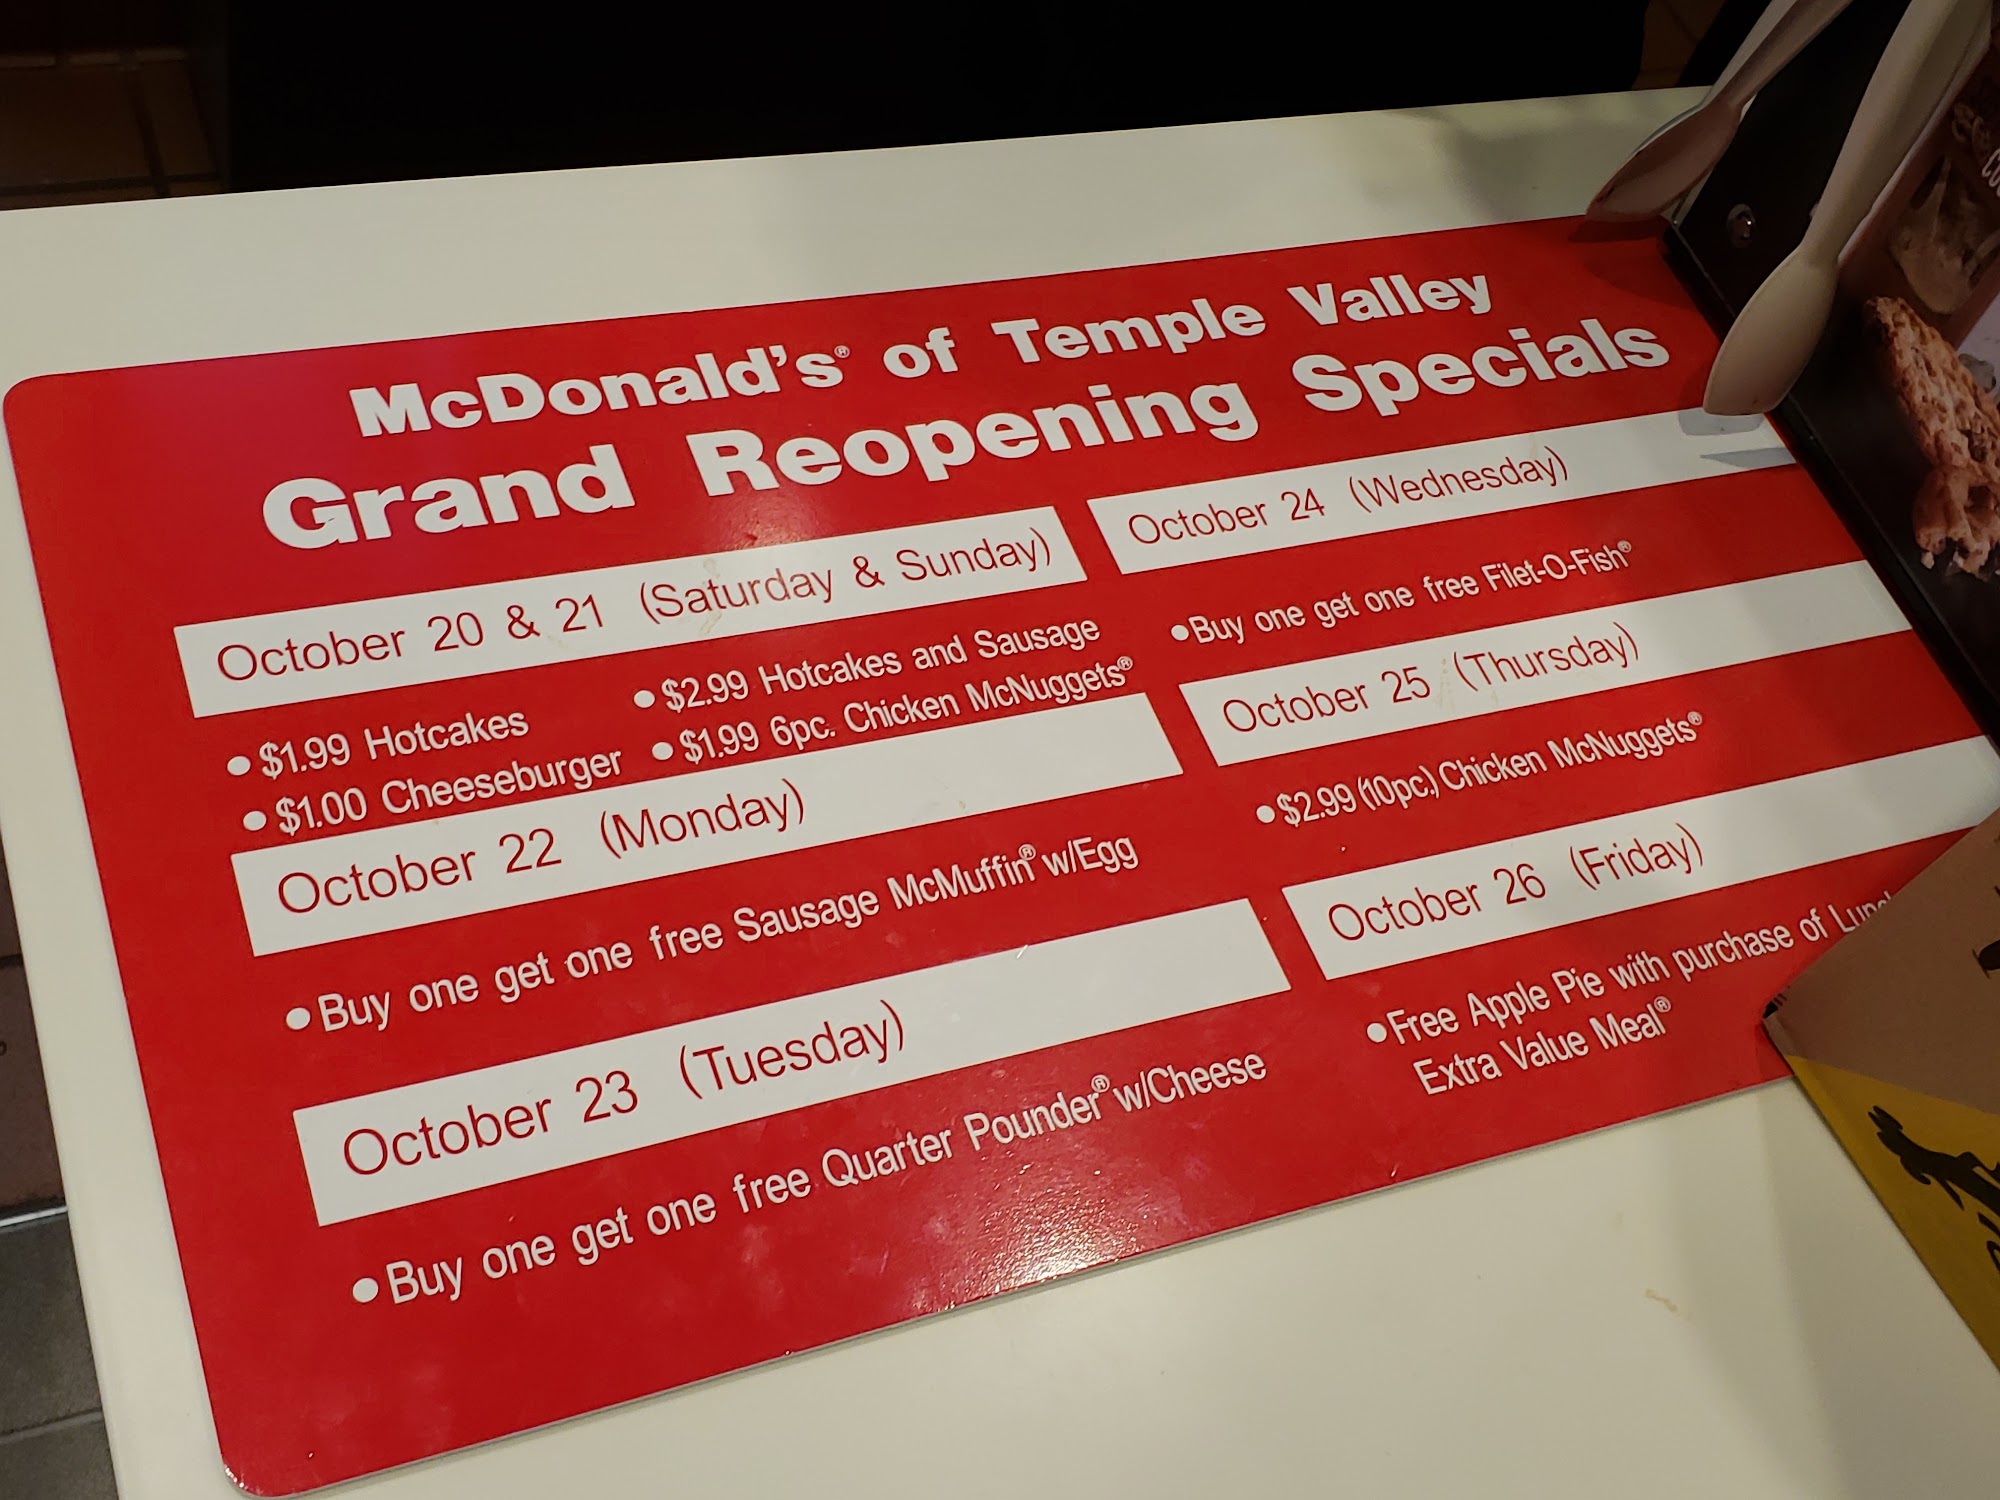 McDonald's® of Temple Valley
Grand Reopening Specials
October 20 & 21 (Saturday & Sunday)
• $1.99 Hotcakes
• $2.99 Hotcakes and Sausage
• $1.00 Cheeseburger
• $1.99 6pc. Chicken McNuggets®
October 22 (Monday)
• Buy one get one free Sausage McMuffin® w/Egg
October 23 (Tuesday)
• Buy one get one free Quarter Pounder® w/Cheese
October 24 (Wednesday)
• Buy one get one free Filet-O-Fish®
October 25 (Thursday)
• $2.99 (10pc.) Chicken McNuggets®
October 26 (Friday)
• Free Apple Pie with purchase of
Extra Value Meal®